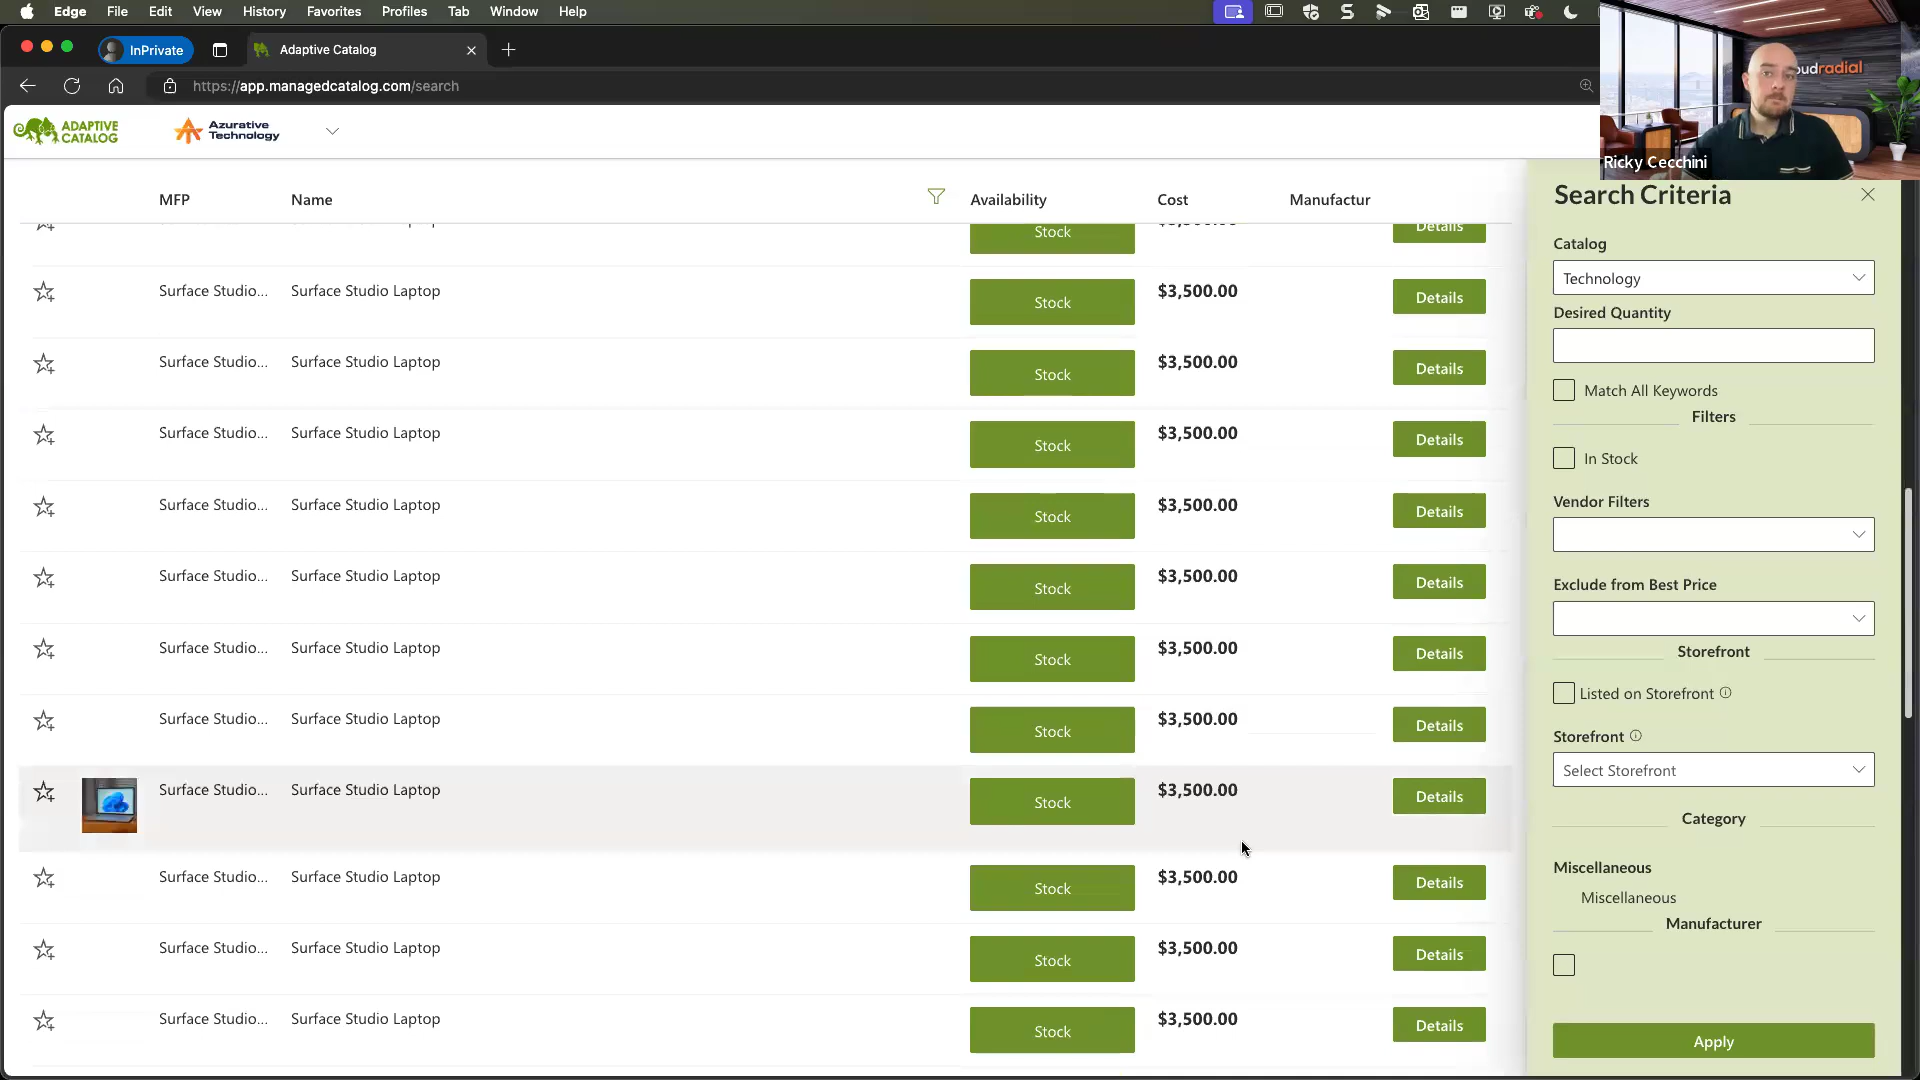 Edge File Edit View History Favorites Profiles Tab Window Help
InPrivate
Adaptive Catalog
https://app.managedcatalog.com/search
oudradial
Ricky Cecchini
ADAPTIVE
CATALOG
Azurative
Technology
MFP Name Availability Cost Manufactur
Stock Details
Surface Studio... Surface Studio Laptop Stock $3,500.00 Details
Surface Studio... Surface Studio Laptop Stock $3,500.00 Details
Surface Studio... Surface Studio Laptop Stock $3,500.00 Details
Surface Studio... Surface Studio Laptop Stock $3,500.00 Details
Surface Studio... Surface Studio Laptop Stock $3,500.00 Details
Surface Studio... Surface Studio Laptop Stock $3,500.00 Details
Surface Studio... Surface Studio Laptop Stock $3,500.00 Details
Surface Studio... Surface Studio Laptop Stock $3,500.00 Details
Surface Studio... Surface Studio Laptop Stock $3,500.00 Details
Surface Studio... Surface Studio Laptop Stock $3,500.00 Details
Surface Studio... Surface Studio Laptop Stock $3,500.00 Details
Search Criteria
Catalog
Technology
Desired Quantity
Match All Keywords
Filters
In Stock
Vendor Filters
Exclude from Best Price
Storefront
Listed on Storefront
Storefront
Select Storefront
Category
Miscellaneous
Miscellaneous
Manufacturer
Apply